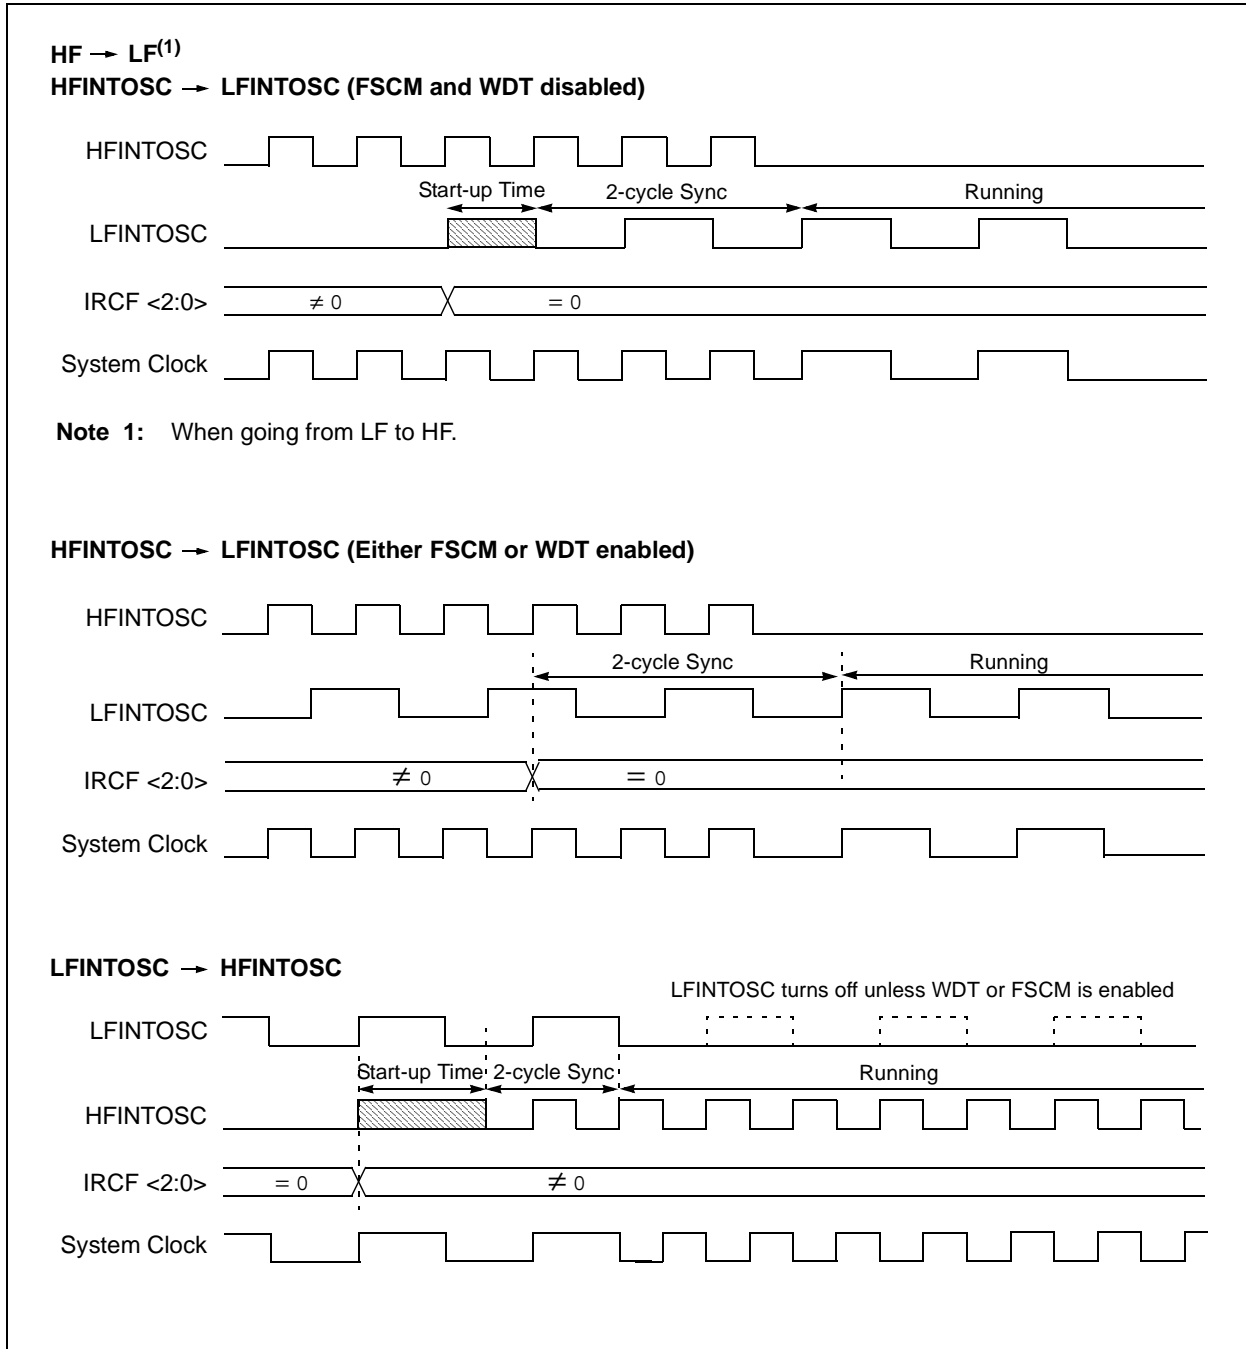 HF → LF(1)
HFINTOSC → LFINTOSC (FSCM and WDT disabled)
HFINTOSC
Start-up Time 2-cycle Sync Running
LFINTOSC
IRCF <2:0> ≠ 0 = 0
System Clock
Note 1: When going from LF to HF.
HFINTOSC → LFINTOSC (Either FSCM or WDT enabled)
HFINTOSC
2-cycle Sync Running
LFINTOSC
IRCF <2:0> ≠ 0 = 0
System Clock
LFINTOSC → HFINTOSC
LFINTOSC turns off unless WDT or FSCM is enabled
LFINTOSC
Start-up Time 2-cycle Sync Running
HFINTOSC
IRCF <2:0> = 0 ≠ 0
System Clock